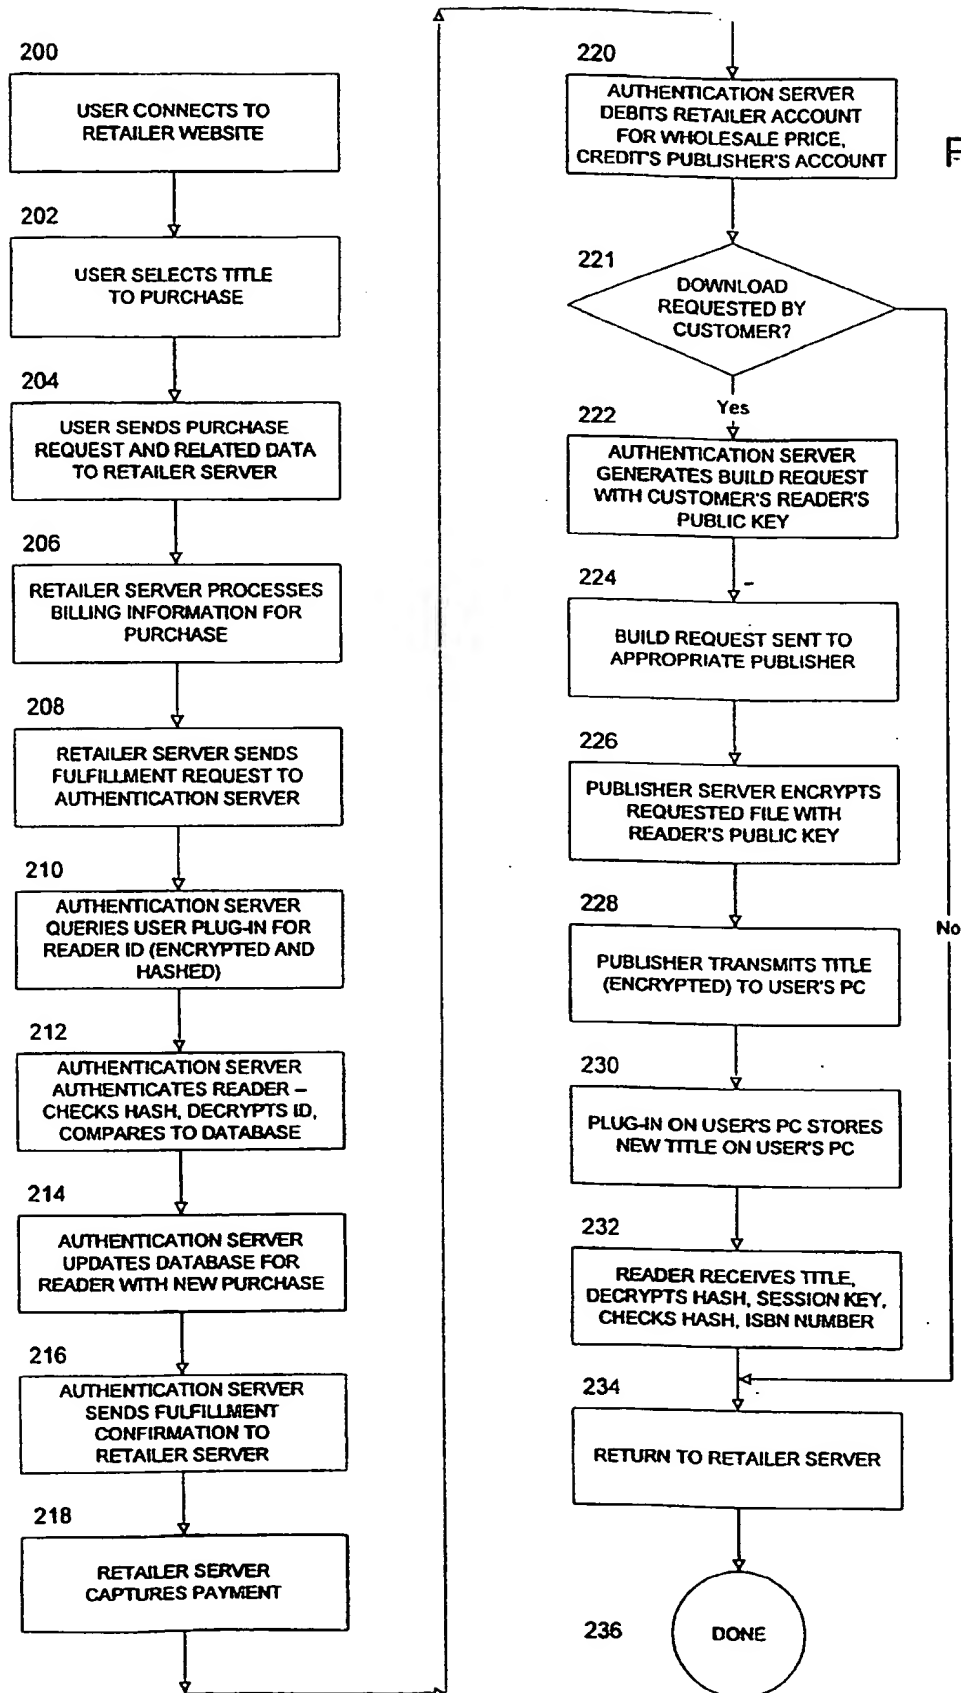 200
USER CONNECTS TO
RETAILER WEBSITE
202
USER SELECTS TITLE
TO PURCHASE
204
USER SENDS PURCHASE
REQUEST AND RELATED DATA
TO RETAILER SERVER
206
RETAILER SERVER PROCESSES
BILLING INFORMATION FOR
PURCHASE
208
RETAILER SERVER SENDS
FULFILLMENT REQUEST TO
AUTHENTICATION SERVER
210
AUTHENTICATION SERVER
QUERIES USER PLUG-IN FOR
READER ID (ENCRYPTED AND
HASHED)
212
AUTHENTICATION SERVER
AUTHENTICATES READER –
CHECKS HASH, DECRYPTS ID,
COMPARES TO DATABASE
214
AUTHENTICATION SERVER
UPDATES DATABASE FOR
READER WITH NEW PURCHASE
216
AUTHENTICATION SERVER
SENDS FULFILLMENT
CONFIRMATION TO
RETAILER SERVER
218
RETAILER SERVER
CAPTURES PAYMENT
220
AUTHENTICATION SERVER
DEBITS RETAILER ACCOUNT
FOR WHOLESALE PRICE,
CREDIT'S PUBLISHER'S ACCOUNT
221
DOWNLOAD
REQUESTED BY
CUSTOMER?
Yes
222
AUTHENTICATION SERVER
GENERATES BUILD REQUEST
WITH CUSTOMER'S READER'S
PUBLIC KEY
224
BUILD REQUEST SENT TO
APPROPRIATE PUBLISHER
226
PUBLISHER SERVER ENCRYPTS
REQUESTED FILE WITH
READER'S PUBLIC KEY
228
No
PUBLISHER TRANSMITS TITLE
(ENCRYPTED) TO USER'S PC
230
PLUG-IN ON USER'S PC STORES
NEW TITLE ON USER'S PC
232
READER RECEIVES TITLE,
DECRYPTS HASH, SESSION KEY,
CHECKS HASH, ISBN NUMBER
234
RETURN TO RETAILER SERVER
236
DONE